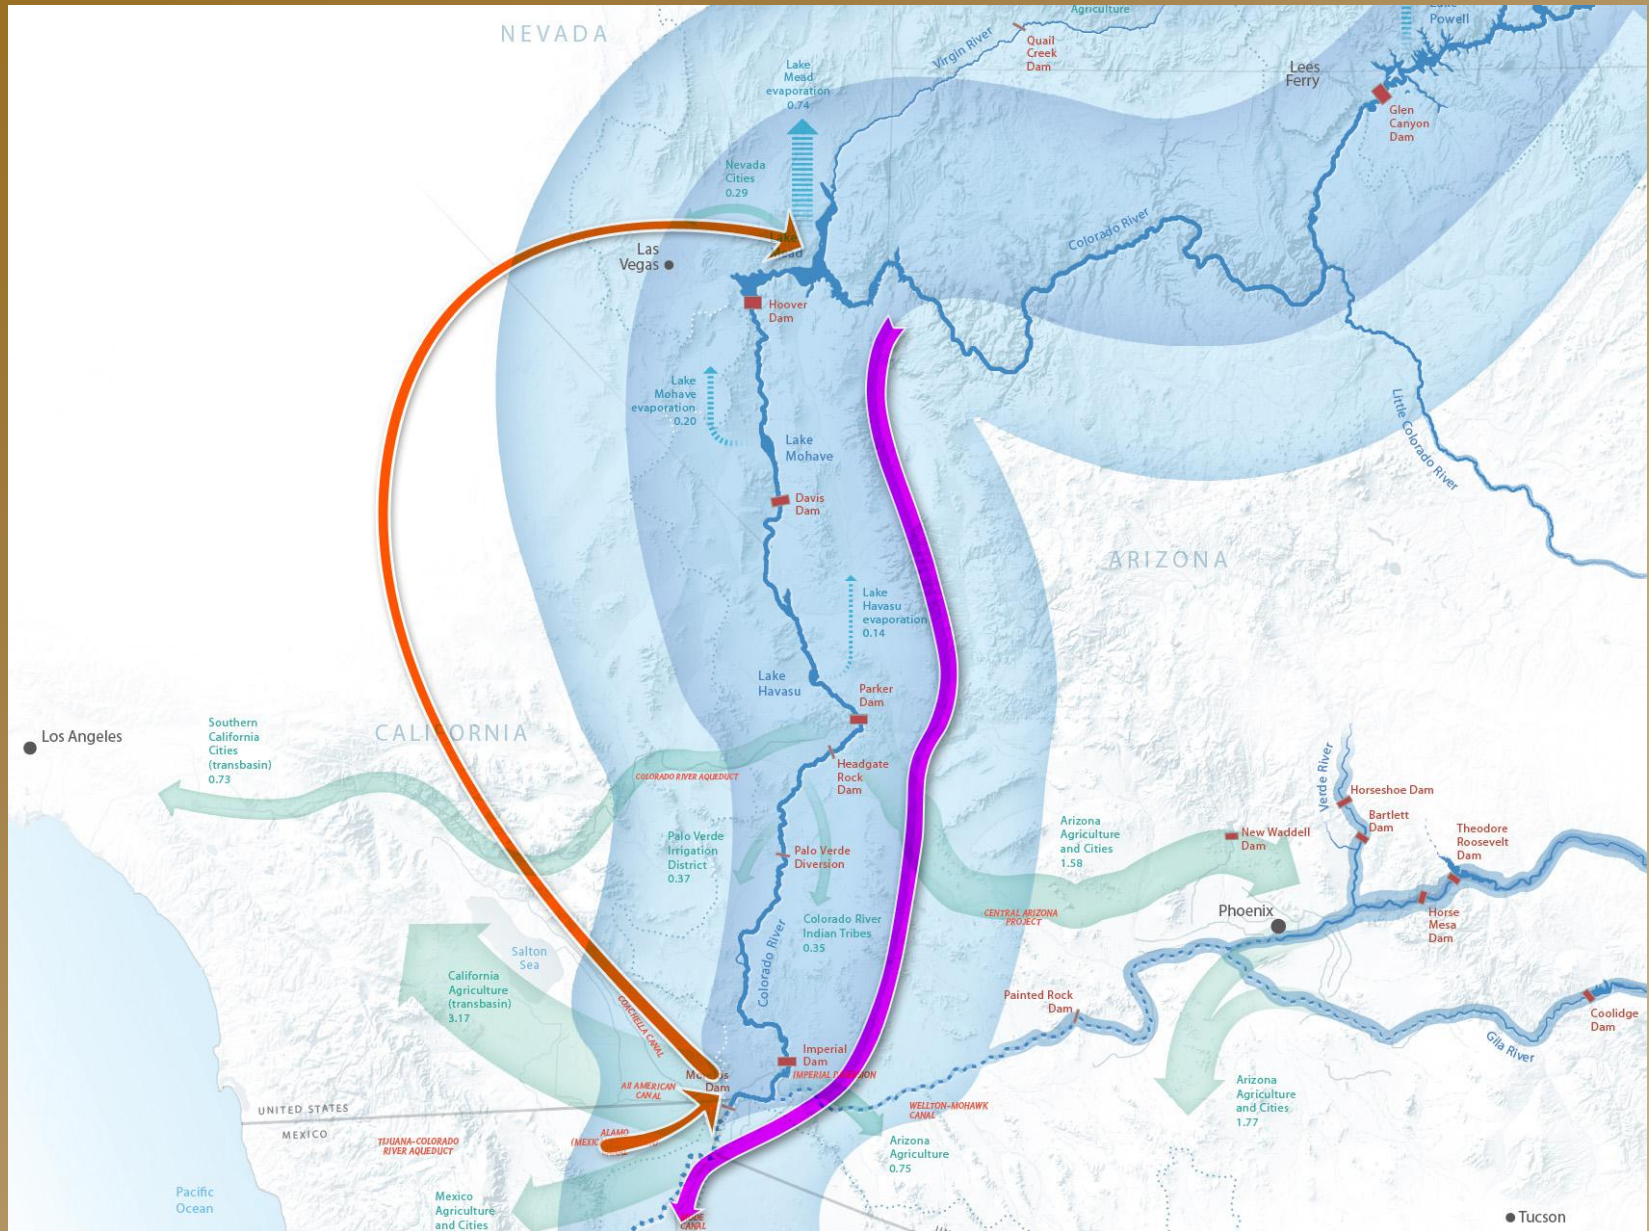 NEVADA
Agriculture
Powell
Virgin River
Quail
Creek
Dam
Lees
Ferry
Glen
Canyon
Dam
Lake
Mead
evaporation
0.74
Nevada
Cities
0.29
Las
Vegas
Lake
Mead
Colorado River
Hoover
Dam
Lake
Mohave
evaporation
0.20
Lake
Mohave
Davis
Dam
Little Colorado River
ARIZONA
Lake
Havasu
evaporation
0.14
Lake
Havasu
Parker
Dam
Los Angeles
Southern
California
Cities
(transbasin)
0.73
CALIFORNIA
COLORADO RIVER AQUEDUCT
Headgate
Rock
Dam
Verde River
Horseshoe Dam
Bartlett
Dam
New Waddell
Dam
Theodore
Roosevelt
Dam
Arizona
Agriculture
and Cities
1.58
Palo Verde
Irrigation
District
0.37
Palo Verde
Diversion
Colorado River
Indian Tribes
0.35
CENTRAL ARIZONA
PROJECT
Phoenix
Horse
Mesa
Dam
Salton
Sea
Colorado River
California
Agriculture
(transbasin)
3.17
COACHELLA CANAL
Painted Rock
Dam
Coolidge
Dam
Gila River
Imperial
Dam
IMPERIAL
Dam
All AMERICAN
CANAL
WELLTON-MOHAWK
CANAL
Arizona
Agriculture
and Cities
1.77
UNITED STATES
MEXICO
TIJUANA-COLORADO
RIVER AQUEDUCT
ALAMO
Arizona
Agriculture
0.75
Mexico
Agriculture
and Cities
Pacific
Ocean
CANAL
Tucson